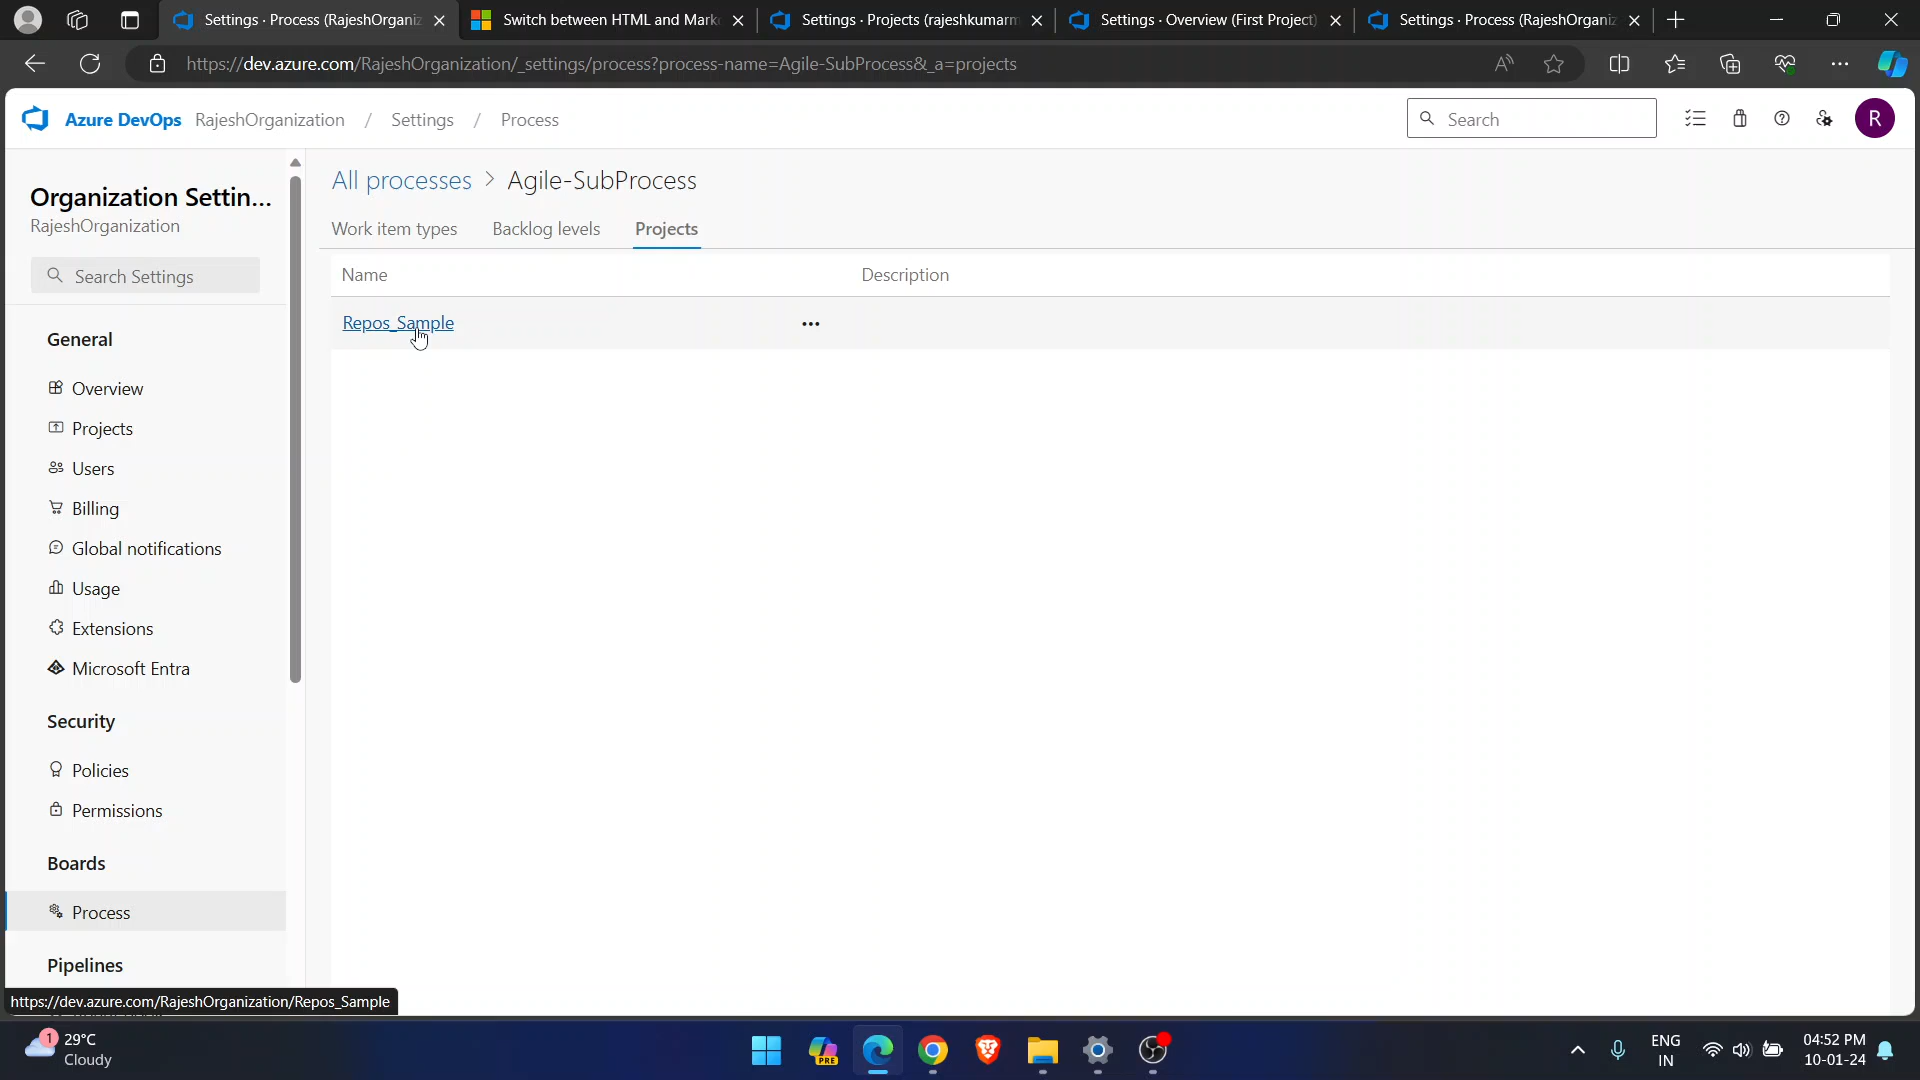 Settings · Process (RajeshOrganiz
Switch between HTML and Mark
Settings · Projects (rajeshkumarm
Settings · Overview (First Project)
Settings · Process (RajeshOrganiz
https://dev.azure.com/RajeshOrganization/_settings/process?process-name=Agile-SubProcess&_a=projects
Azure DevOps RajeshOrganization / Settings / Process
Search
R
Organization Settin...
RajeshOrganization
Search Settings
General
Overview
Projects
Users
Billing
Global notifications
Usage
Extensions
Microsoft Entra
Security
Policies
Permissions
Boards
Process
Pipelines
All processes > Agile-SubProcess
Work item types Backlog levels Projects
Name Description
Repos_Sample
https://dev.azure.com/RajeshOrganization/Repos_Sample
1
29°C
Cloudy
PRE
ENG
IN
04:52 PM
10-01-24